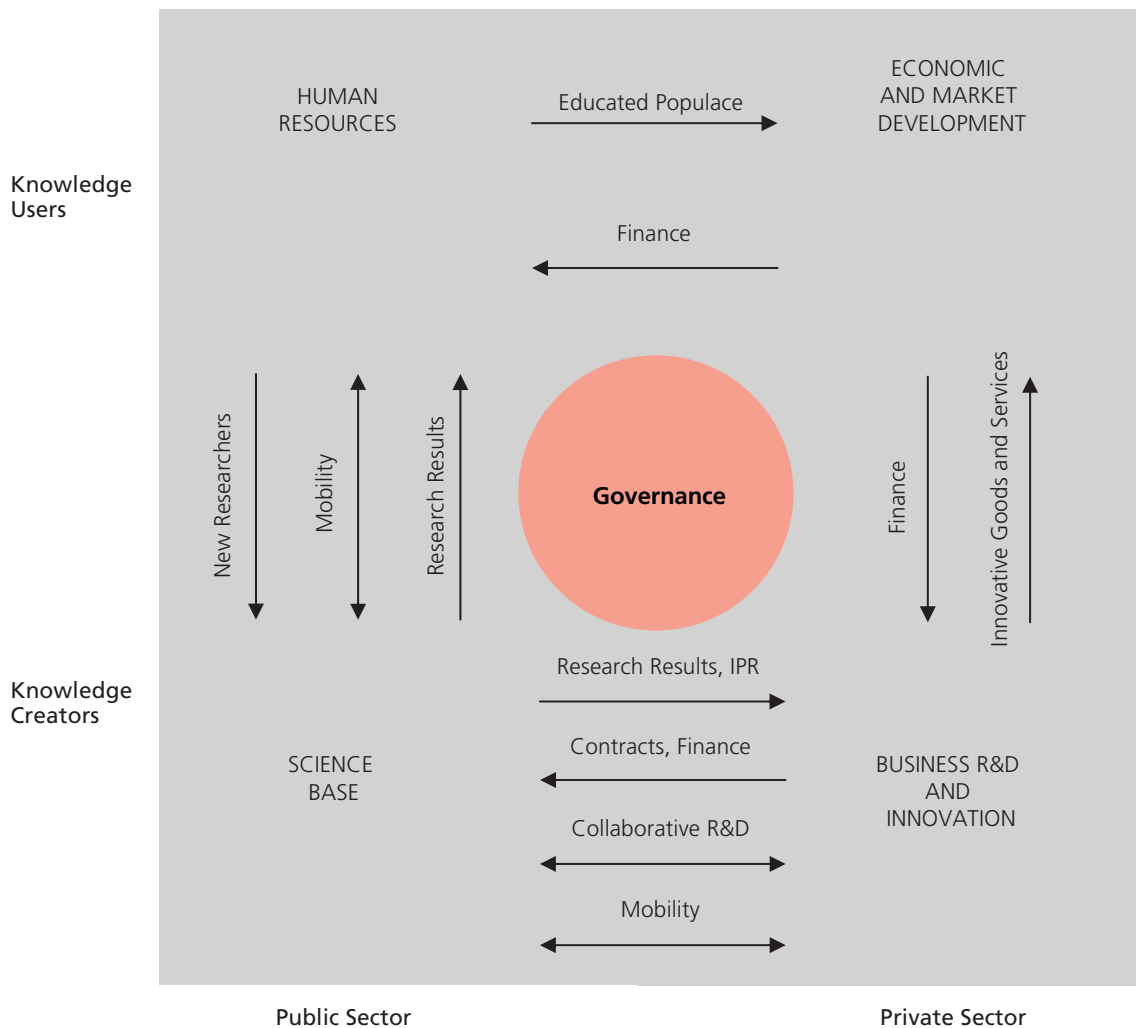 HUMAN
RESOURCES
Educated Populace
ECONOMIC
AND MARKET
DEVELOPMENT
Knowledge
Users
Finance
New Researchers
Mobility
Research Results
Governance
Finance
Innovative Goods and Services
Research Results, IPR
Knowledge
Creators
Contracts, Finance
SCIENCE
BASE
BUSINESS R&D
AND
INNOVATION
Collaborative R&D
Mobility
Public Sector
Private Sector